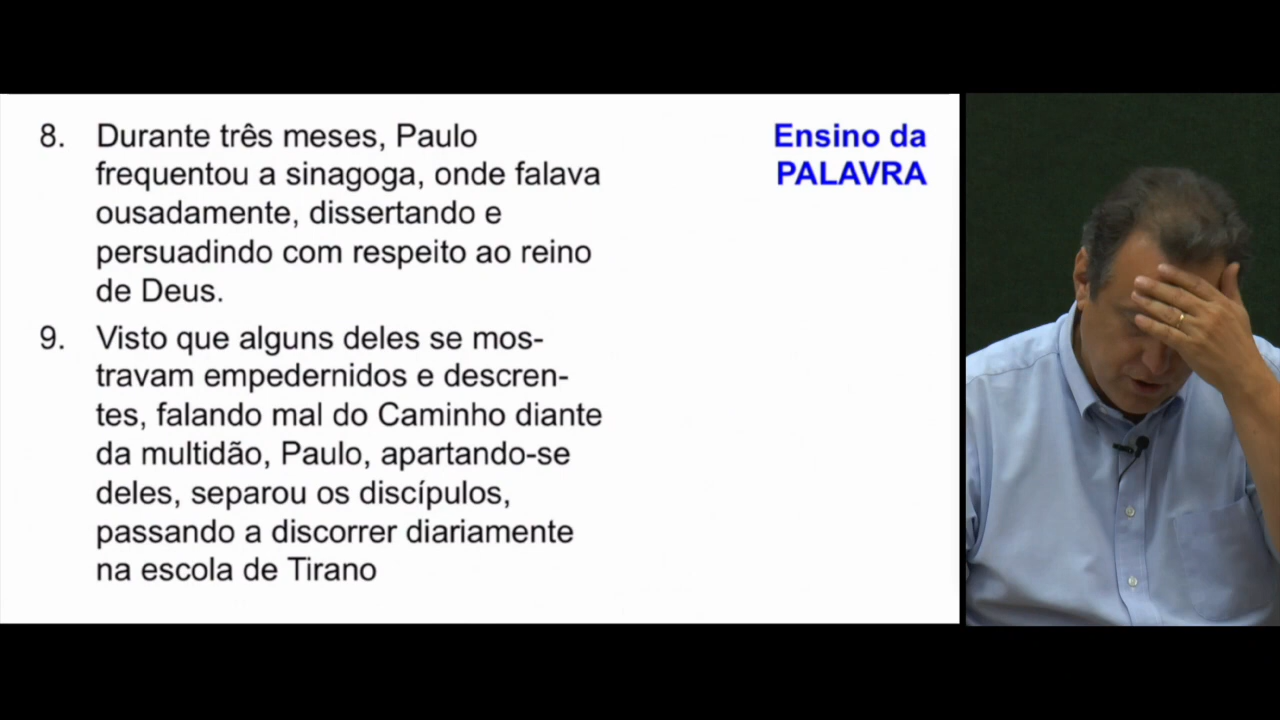 8. Durante três meses, Paulo
frequentou a sinagoga, onde falava
ousadamente, dissertando e
persuadindo com respeito ao reino
de Deus.
9. Visto que alguns deles se mos-
travam empedernidos e descren-
tes, falando mal do Caminho diante
da multidão, Paulo, apartando-se
deles, separou os discípulos,
passando a discorrer diariamente
na escola de Tirano
Ensino da
PALAVRA